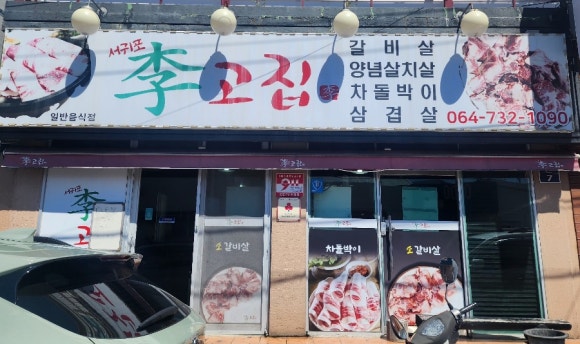 서귀포
李고집
일반음식점
갈비살
양념살치살
차돌박이
삼겹살
064-732-1090
李고집
李고집
서귀포
李고
소갈비살
차돌박이
소갈비살
7